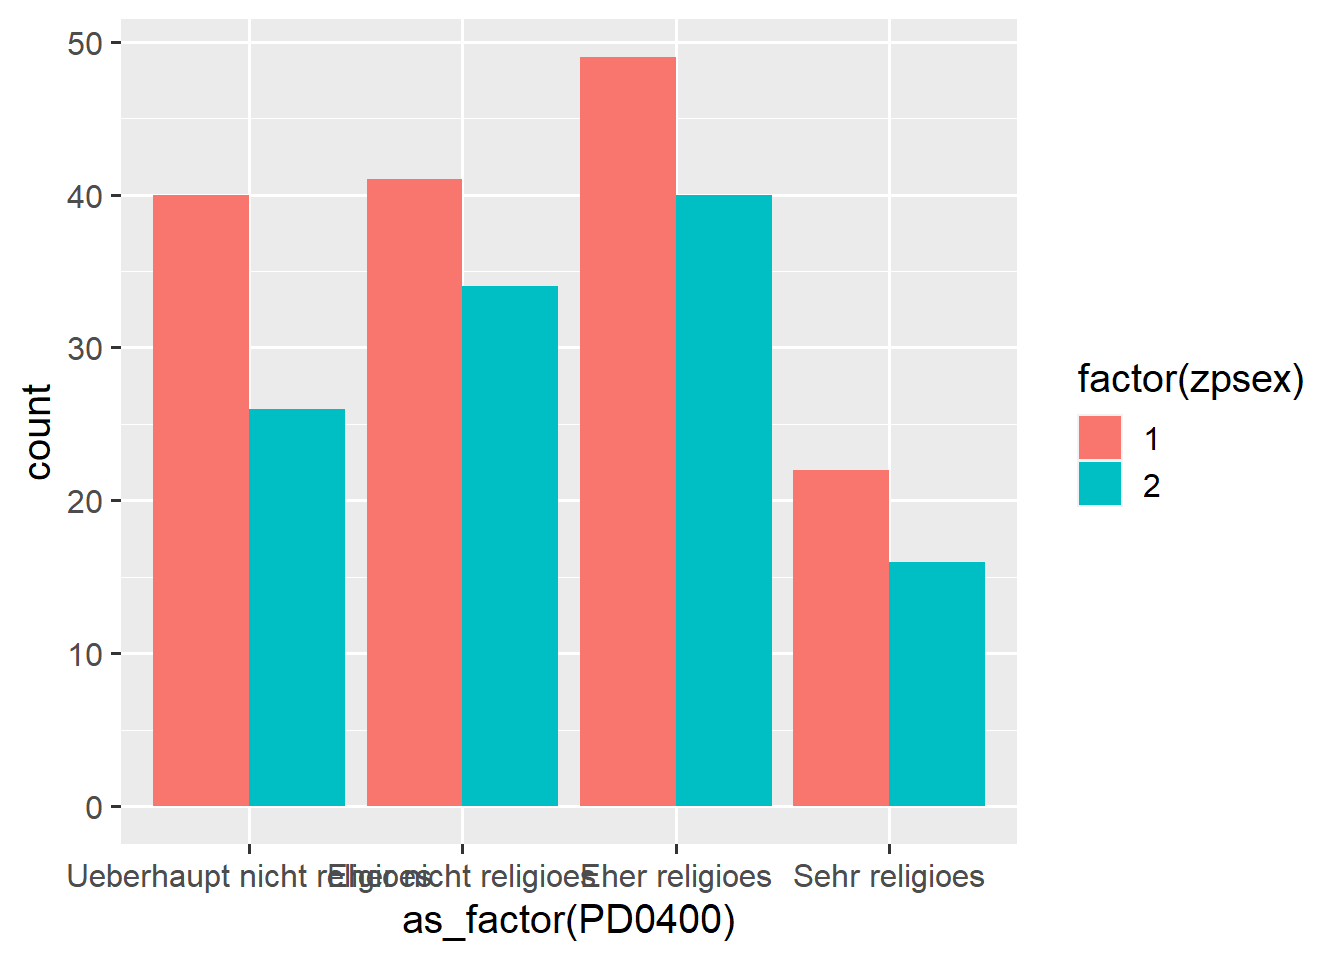 50
40
30
20
10
0
count
Ueberhaupt nicht religioes
Eher nicht religioes
Eher religioes
Sehr religioes
as_factor(PD0400)
factor(zpsex)
1
2